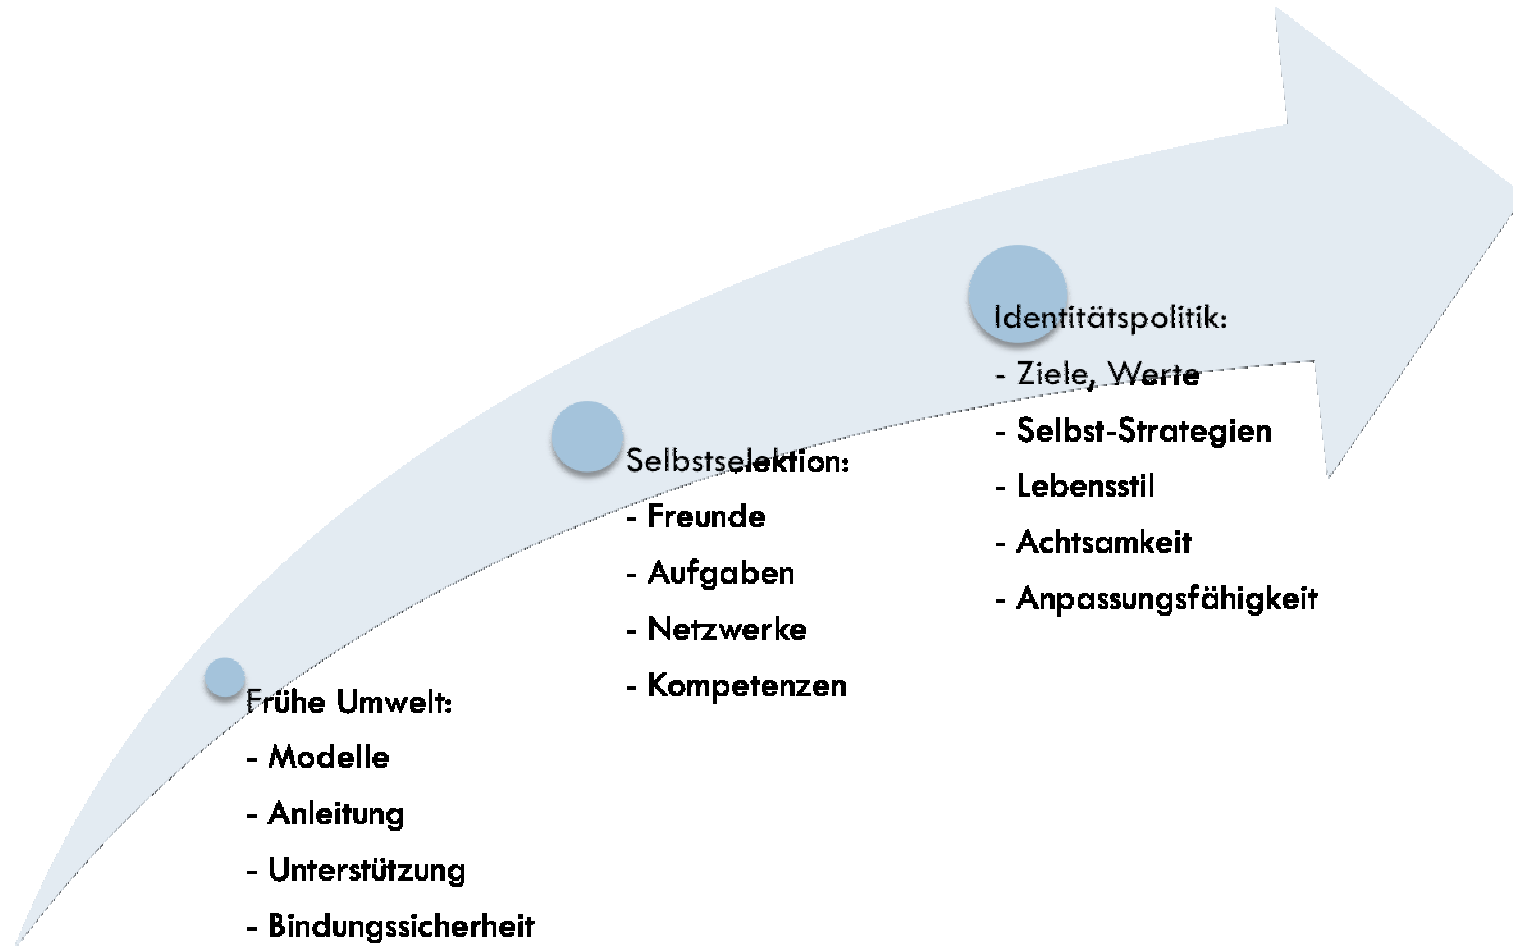 Frühe Umwelt:
- Modelle
- Anleitung
- Unterstützung
- Bindungssicherheit
Selbstselektion:
- Freunde
- Aufgaben
- Netzwerke
- Kompetenzen
Identitätspolitik:
- Ziele, Werte
- Selbst-Strategien
- Lebensstil
- Achtsamkeit
- Anpassungsfähigkeit